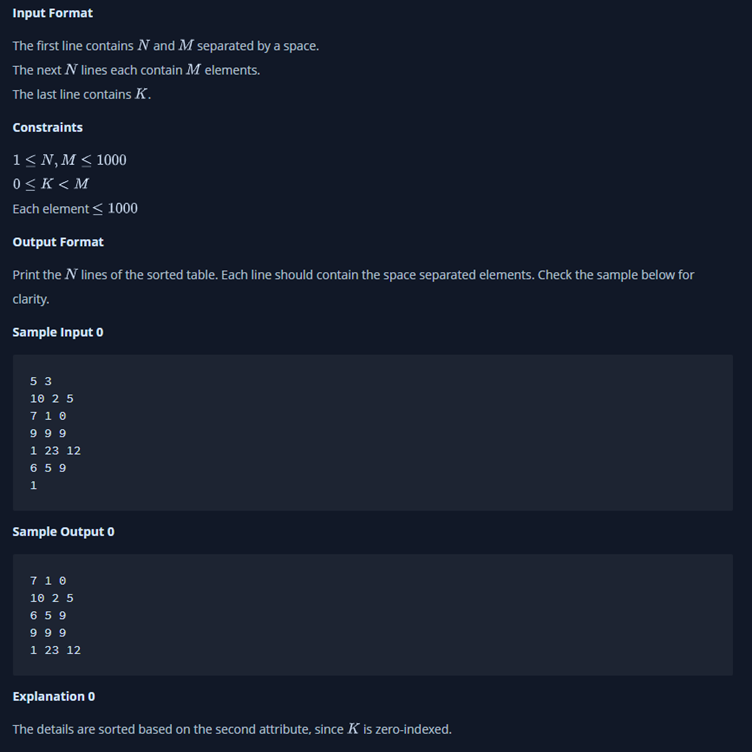 Input Format
The first line contains N and M separated by a space.
The next N lines each contain M elements.
The last line contains K.
Constraints
1 ≤ N, M ≤ 1000
0 ≤ K < M
Each element ≤ 1000
Output Format
Print the N lines of the sorted table. Each line should contain the space separated elements. Check the sample below for
clarity.
Sample Input 0
5 3
10 2 5
7 1 0
9 9 9
1 23 12
6 5 9
1
Sample Output 0
7 1 0
10 2 5
6 5 9
9 9 9
1 23 12
Explanation 0
The details are sorted based on the second attribute, since K is zero-indexed.